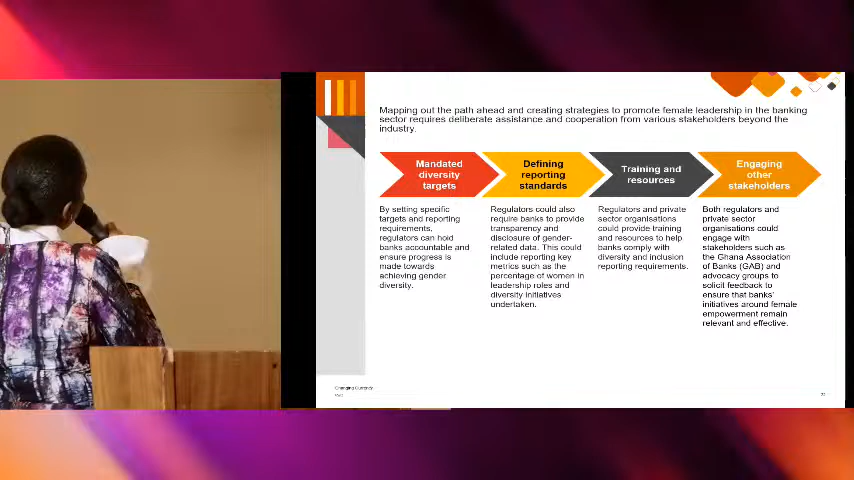 Mapping out the path ahead and creating strategies to promote female leadership in the banking
sector requires deliberate assistance and cooperation from various stakeholders beyond the
industry.
Mandated
diversity
targets
Defining
reporting
standards
Training and
resources
Engaging
other
stakeholders
By setting specific
targets and reporting
requirements,
regulators can hold
banks accountable and
ensure progress is
made towards
achieving gender
diversity.
Regulators could also
require banks to provide
transparency and
disclosure of gender-
related data. This could
include reporting key
metrics such as the
percentage of women in
leadership roles and
diversity initiatives
undertaken.
Regulators and private
sector organisations
could provide training
and resources to help
banks comply with
diversity and inclusion
reporting requirements.
Both regulators and
private sector
organisations could
engage with
stakeholders such as
the Ghana Association
of Banks (GAB) and
advocacy groups to
solicit feedback to
ensure that banks'
initiatives around female
empowerment remain
relevant and effective.
Changing Currency